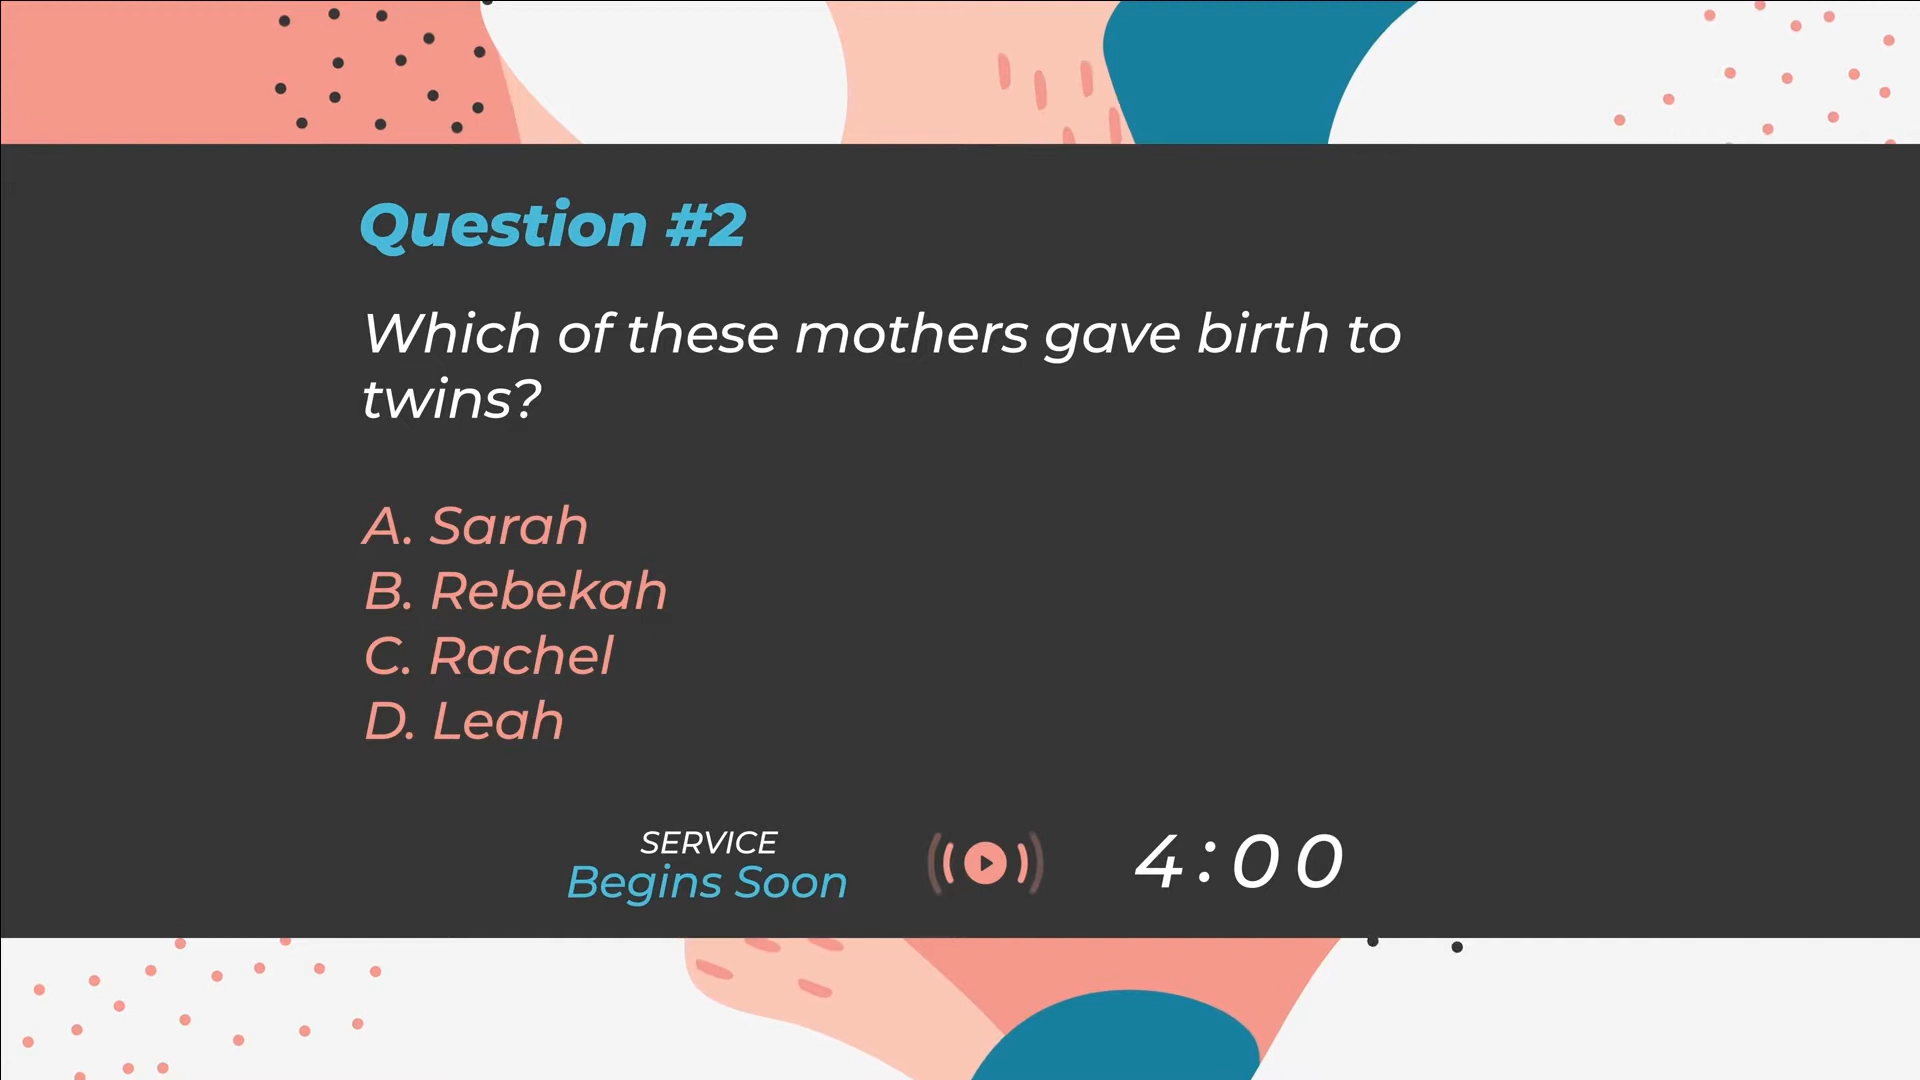 Question #2
Which of these mothers gave birth to
twins?
A. Sarah
B. Rebekah
C. Rachel
D. Leah
SERVICE
Begins Soon
4:00